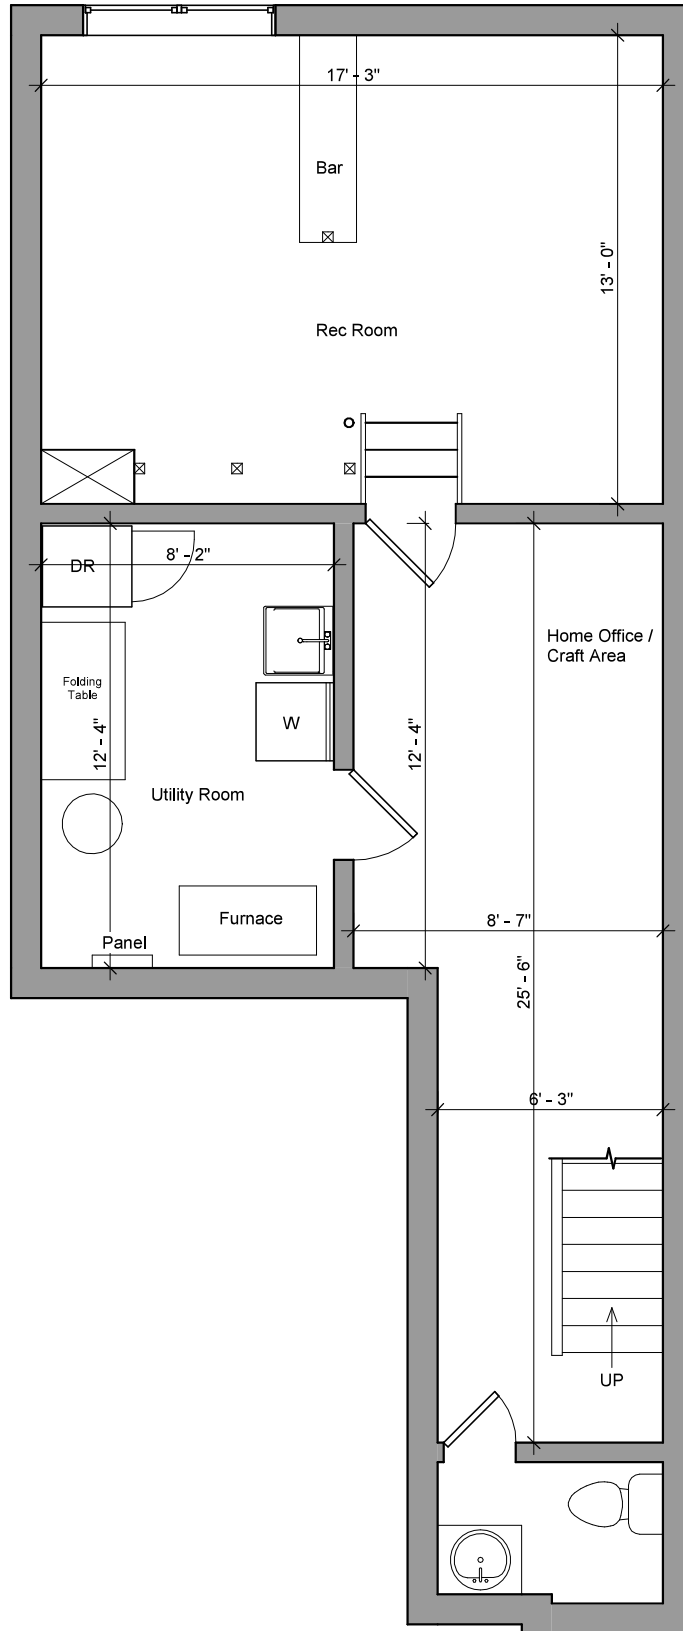 17' - 3"
Bar
13' - 0"
Rec Room
DR
8' - 2"
Home Office /
Craft Area
Folding
Table
W
12' - 4"
12' - 4"
Utility Room
Furnace
8' - 7"
Panel
25' - 6"
6' - 3"
UP